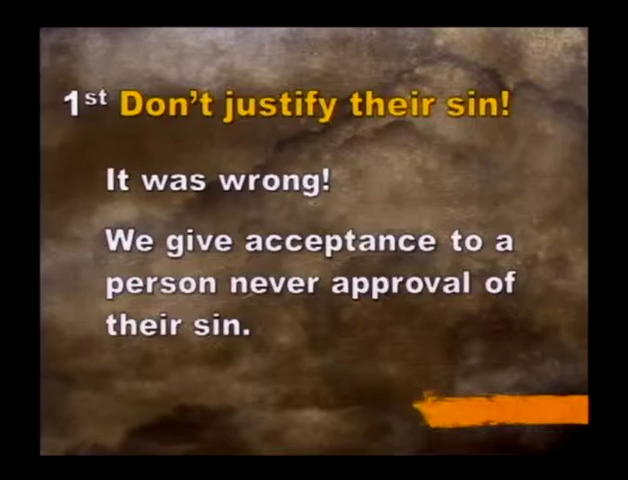 1st Don't justify their sin!
It was wrong!
We give acceptance to a
person never approval of
their sin.